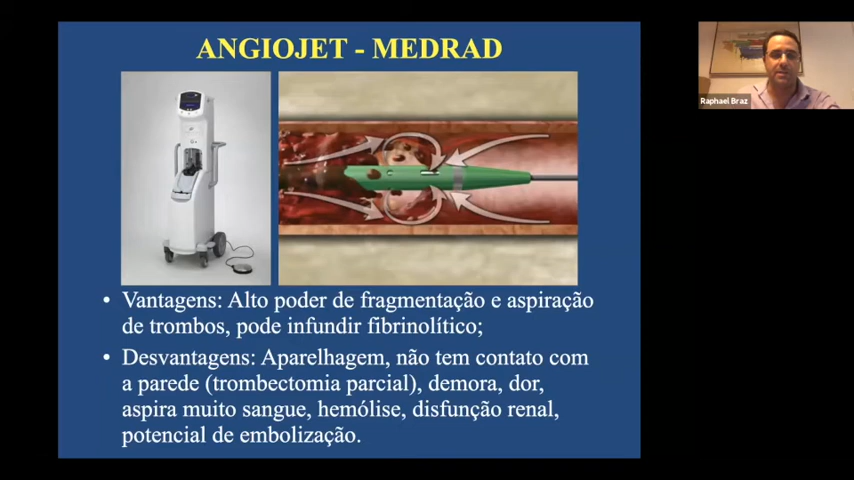 ANGIOJET - MEDRAD
Raphael Braz
• Vantagens: Alto poder de fragmentação e aspiração
de trombos, pode infundir fibrinolítico;
• Desvantagens: Aparelhagem, não tem contato com
a parede (trombectomia parcial), demora, dor,
aspira muito sangue, hemólise, disfunção renal,
potencial de embolização.